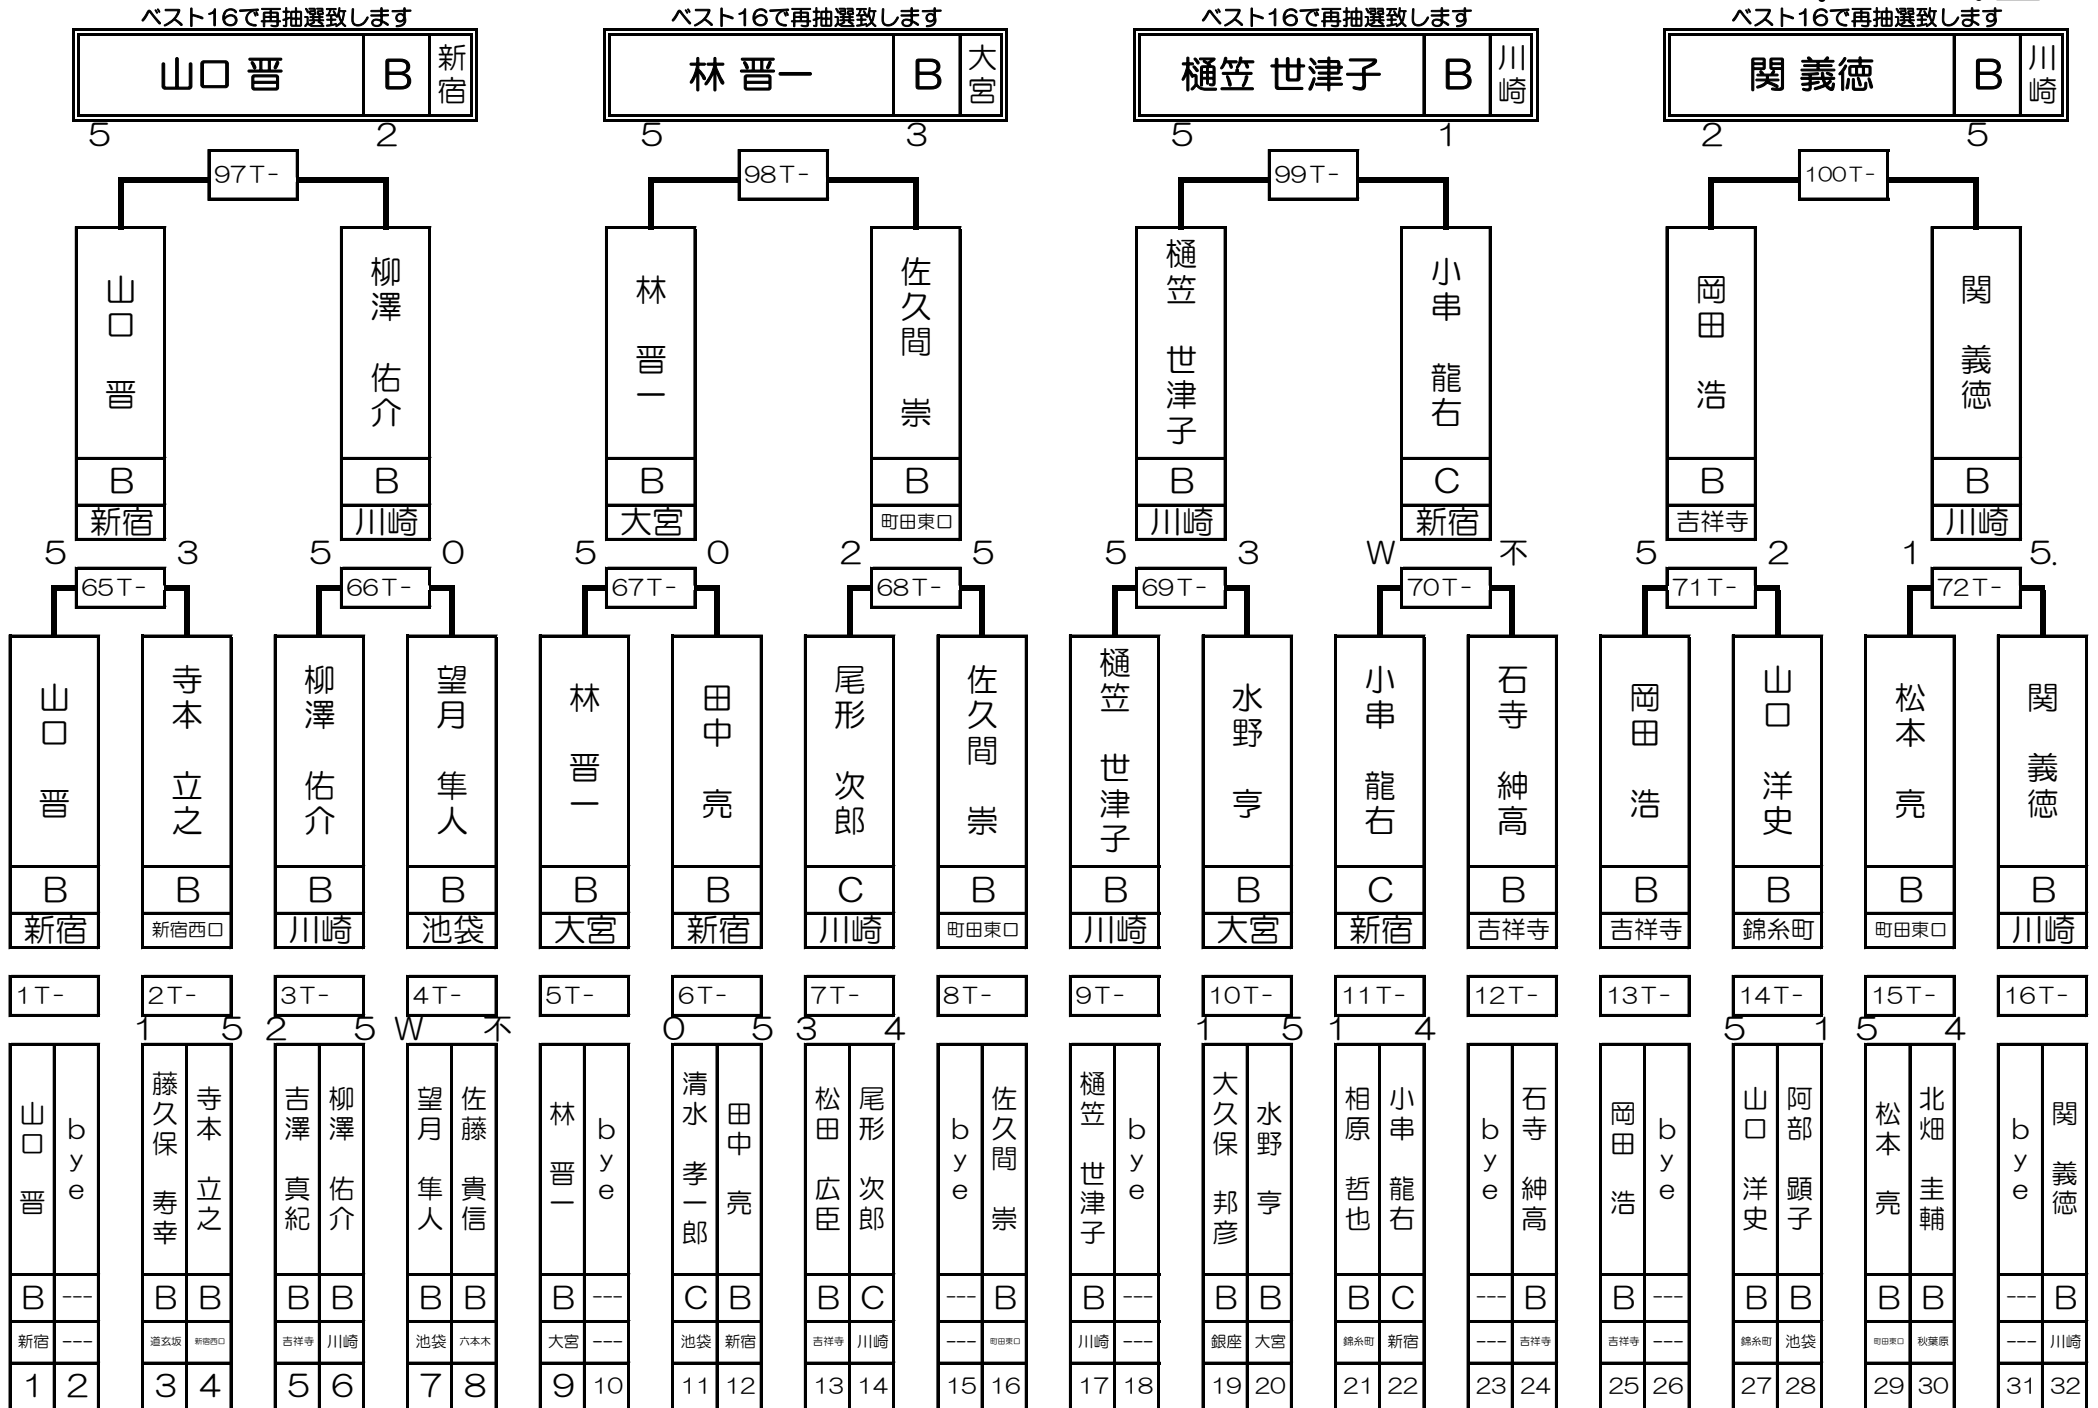 ベスト16で再抽選致します ベスト16で再抽選致します ベスト16で再抽選致します ベスト16で再抽選致します
山口 晋 B 新宿 林 晋一 B 大宮 樋笠 世津子 B 川崎 関 義徳 B 川崎
5 2 5 3 5 1 2 5
97T- 98T- 99T- 100T-
山口 晋 柳澤 佑介 林 晋一 佐久間 崇 樋笠 世津子 小串 龍右 岡田 浩 関 義徳
B B B B B C B B
新宿 川崎 大宮 町田東口 川崎 新宿 吉祥寺 川崎
5 3 5 0 5 0 2 5 5 3 W 不 5 2 1 5.
65T- 66T- 67T- 68T- 69T- 70T- 71T- 72T-
山口 晋 寺本 立之 柳澤 佑介 望月 隼人 林 晋一 田中 亮 尾形 次郎 佐久間 崇 樋笠 世津子 水野 亨 小串 龍右 石寺 紳高 岡田 浩 山口 洋史 松本 亮 関 義徳
B B B B B B C B B B C B B B B B
新宿 新宿西口 川崎 池袋 大宮 新宿 川崎 町田東口 川崎 大宮 新宿 吉祥寺 吉祥寺 錦糸町 町田東口 川崎
1T- 2T- 3T- 4T- 5T- 6T- 7T- 8T- 9T- 10T- 11T- 12T- 13T- 14T- 15T- 16T-
1 5 2 5 W 不 0 5 3 4 1 5 1 4 5 1 5 4
山口 晋 bye 藤久保 寿幸 寺本 立之 吉澤 真紀 柳澤 佑介 望月 隼人 佐藤 貴信 林 晋一 bye 清水 孝一郎 田中 亮 松田 広臣 尾形 次郎 bye 佐久間 崇 樋笠 世津子 bye 大久保 邦彦 水野 亨 相原 哲也 小串 龍右 bye 石寺 紳高 岡田 浩 bye 山口 洋史 阿部 顕子 松本 亮 北畑 圭輔 bye 関 義徳
B --- B B B B B B B --- C B B C --- B B --- B B B C --- B B --- B B B B --- B
新宿 --- 道玄坂 新宿西口 吉祥寺 川崎 池袋 六本木 大宮 --- 池袋 新宿 吉祥寺 川崎 --- 町田東口 川崎 --- 銀座 大宮 錦糸町 新宿 --- 吉祥寺 吉祥寺 --- 錦糸町 池袋 町田東口 秋葉原 --- 川崎
1 2 3 4 5 6 7 8 9 10 11 12 13 14 15 16 17 18 19 20 21 22 23 24 25 26 27 28 29 30 31 32